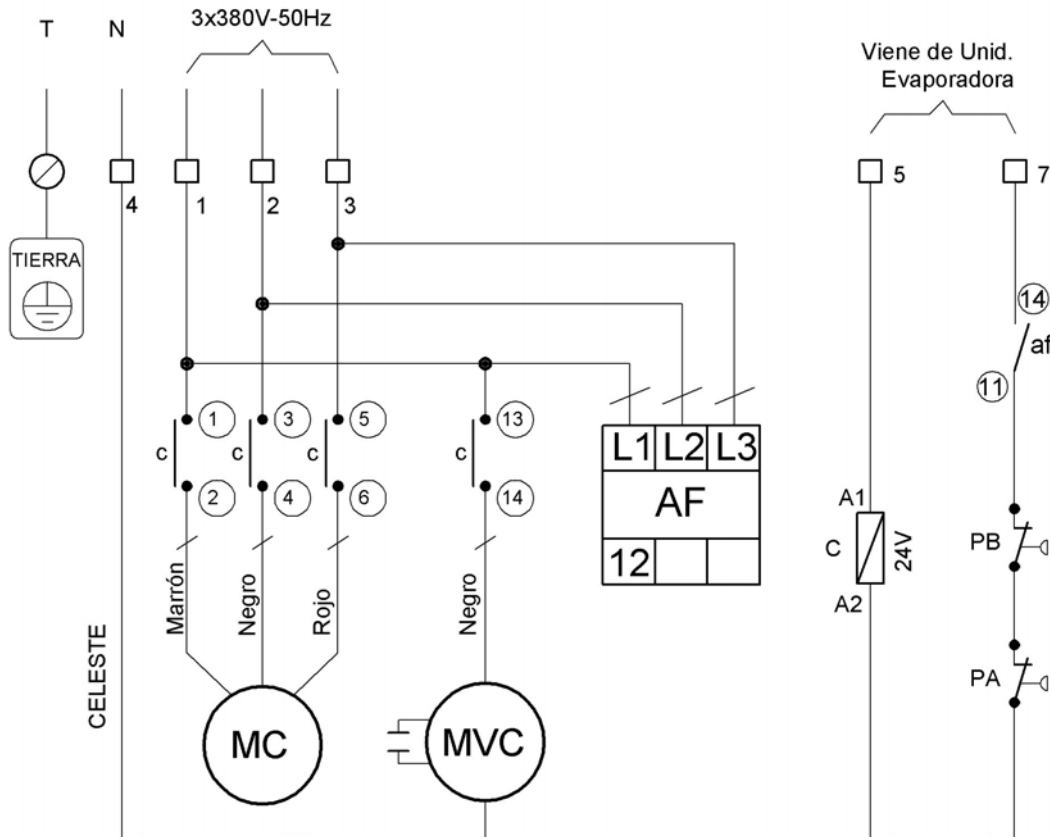 T
N
3x380V-50Hz
Viene de Unid.
Evaporadora
4
1
2
3
5
7
TIERRA
14
af
11
1
3
5
13
c
c
c
c
2
4
6
14
L1
L2
L3
AF
12
A1
C
24V
A2
PB
PA
Marrón
Negro
Rojo
Negro
CELESTE
MC
MVC